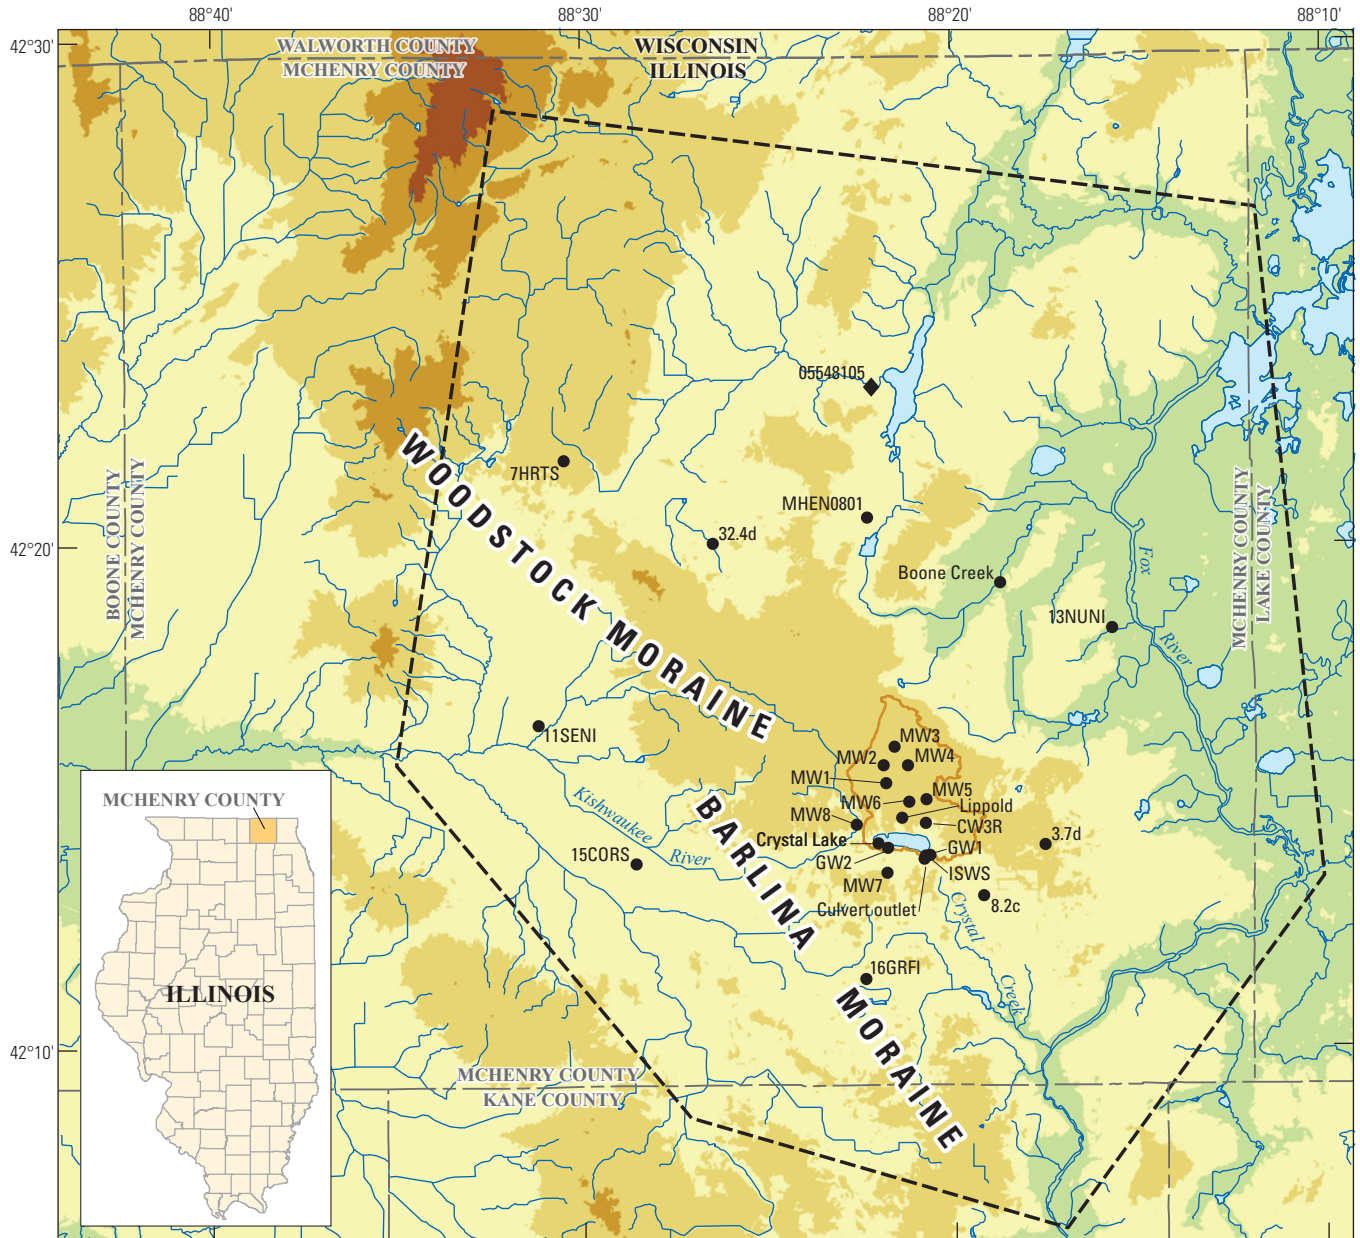 88°40'
88°30'
88°20'
88°10'
42°30'
WALWORTH COUNTY
MCHENRY COUNTY
WISCONSIN
ILLINOIS
05548105
WOODSTOCK MORAINE
7HRTS
MHEN0801
32.4d
42°20'
BOONE COUNTY
MCHENRY COUNTY
MCHENRY COUNTY
LAKE COUNTY
Boone Creek
Fox
River
13NUNI
11SENI
MW3
MW2
MW4
MW1
MW5
MW6
Lippold
MW8
CW3R
Crystal Lake
GW1
GW2
ISWS
MW7
3.7d
Culvert outlet
8.2c
Kishwaukee
River
15CORS
BARLINA
MORAINE
Crystal
Creek
16GRFI
MCHENRY COUNTY
ILLINOIS
42°10'
MCHENRY COUNTY
KANE COUNTY